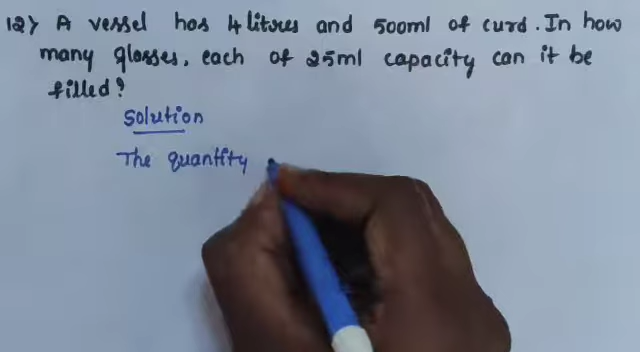 12) A vessel has 4 litres and 500ml of curd. In how
many glasses, each of 25ml capacity can it be
filled?
Solution
The quantity